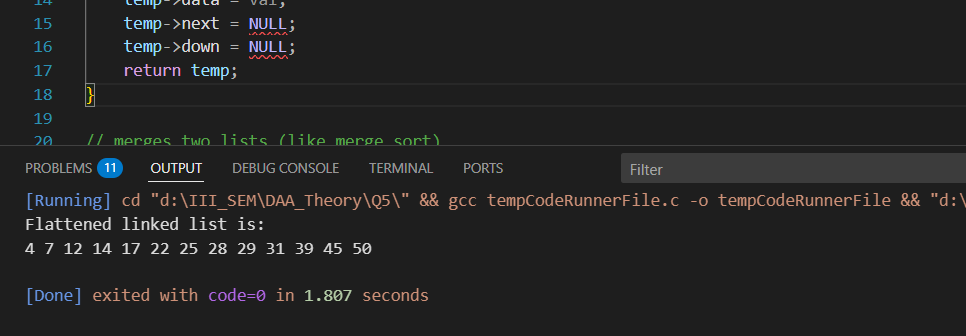 14 temp->data = val;
15 temp->next = NULL;
16 temp->down = NULL;
17 return temp;
18 }
19
20 // merges two lists (like merge sort)
PROBLEMS 11 OUTPUT DEBUG CONSOLE TERMINAL PORTS Filter
[Running] cd "d:\III_SEM\DAA_Theory\Q5\" && gcc tempCodeRunnerFile.c -o tempCodeRunnerFile && "d:\
Flattened linked list is:
4 7 12 14 17 22 25 28 29 31 39 45 50
[Done] exited with code=0 in 1.807 seconds